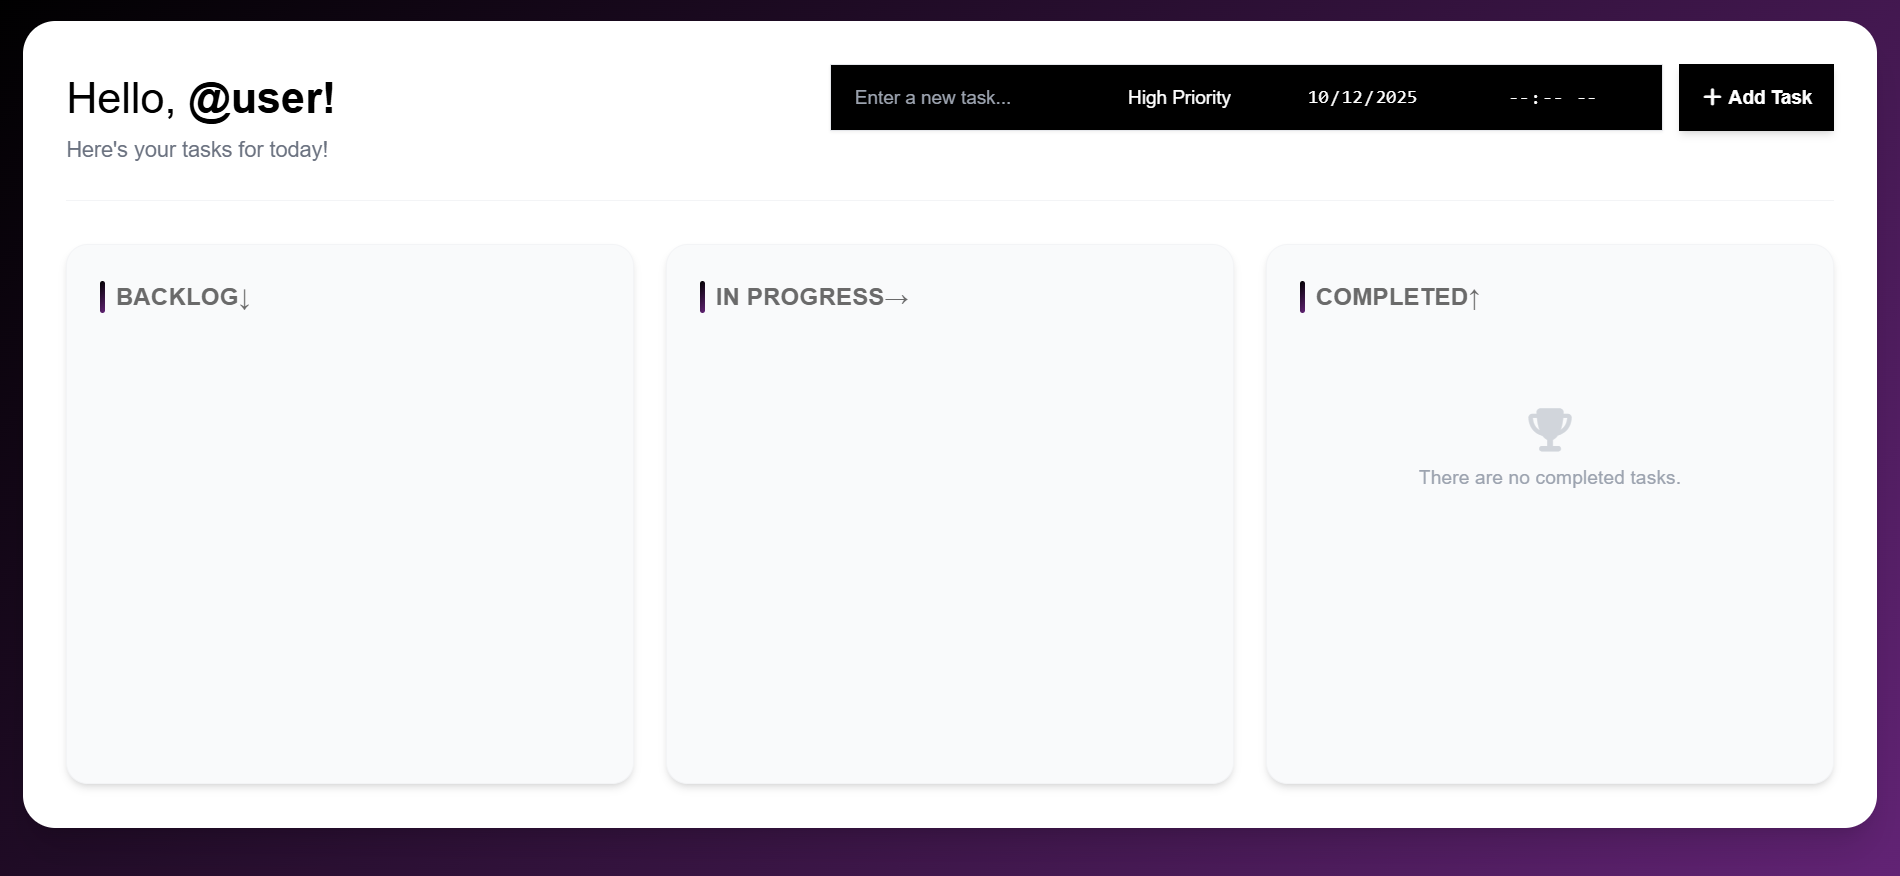 Hello, @user!
Here's your tasks for today!
Enter a new task... High Priority 10/12/2025 --:-- -- + Add Task
BACKLOG↓
IN PROGRESS→
COMPLETED↑
There are no completed tasks.